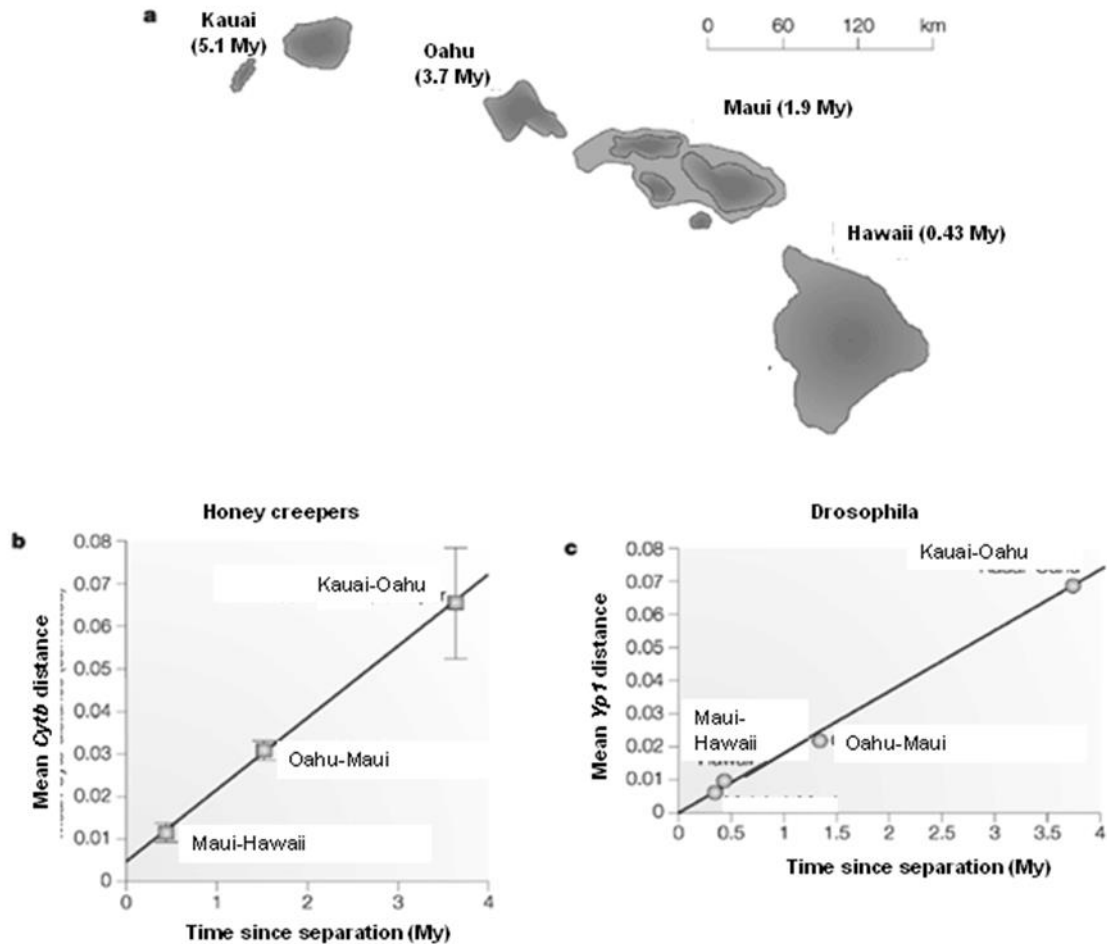 a
Kauai
(5.1 My)
Oahu
(3.7 My)
0 60 120 km
Maui (1.9 My)
Hawaii (0.43 My)
Honey creepers
b
0.08
0.07
0.06
0.05
0.04
0.03
0.02
0.01
0
Mean Cytb distance
Kauai-Oahu
Oahu-Maui
Maui-Hawaii
0 1 2 3 4
Time since separation (My)
Drosophila
c
0.08
0.07
0.06
0.05
0.04
0.03
0.02
0.01
0
Mean Yp1 distance
Kauai-Oahu
Maui-
Hawaii
Oahu-Maui
0 0.5 1 1.5 2 2.5 3 3.5 4
Time since separation (My)